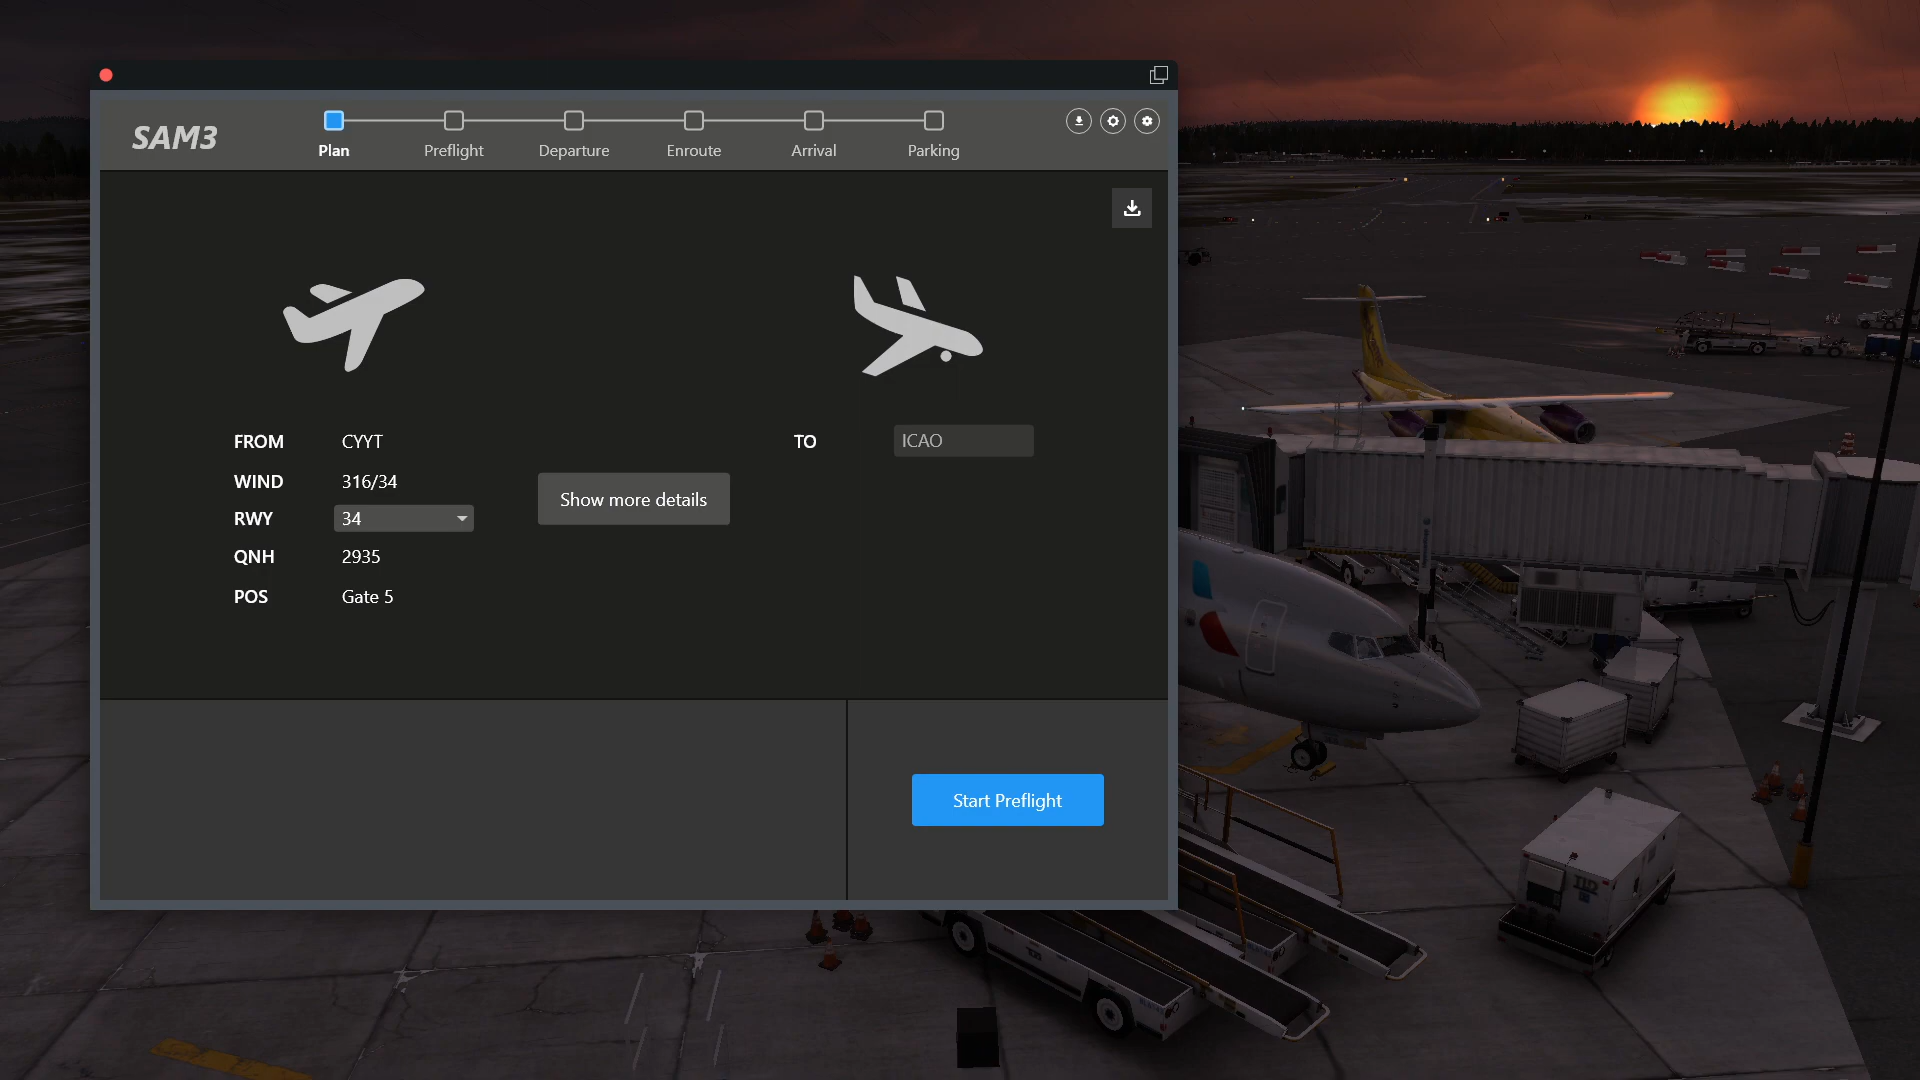 SAM3
Plan
Preflight
Departure
Enroute
Arrival
Parking
FROM CYYT
WIND 316/34
RWY 34
QNH 2935
POS Gate 5
Show more details
TO ICAO
Start Preflight